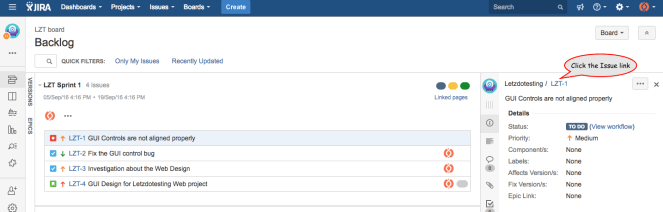 JIRA Dashboards Projects Issues Boards Create Search
LZT board
Backlog
Board
QUICK FILTERS: Only My Issues Recently Updated
VERSIONS
EPICS
LZT Sprint 1 4 issues
03/Sep/16 4:16 PM • 19/Sep/16 4:16 PM
Linked pages
LZT-1 GUI Controls are not aligned properly
LZT-2 Fix the GUI control bug
LZT-3 Investigation about the Web Design
LZT-4 GUI Design for Letzdotesting Web project
Click the Issue link
Letzdotesting / LZT-1
GUI Controls are not aligned properly
Details
Status: TO DO (View workflow)
Priority: Medium
Component/s: None
Labels: None
Affects Version/s: None
Fix Version/s: None
Epic Link: None